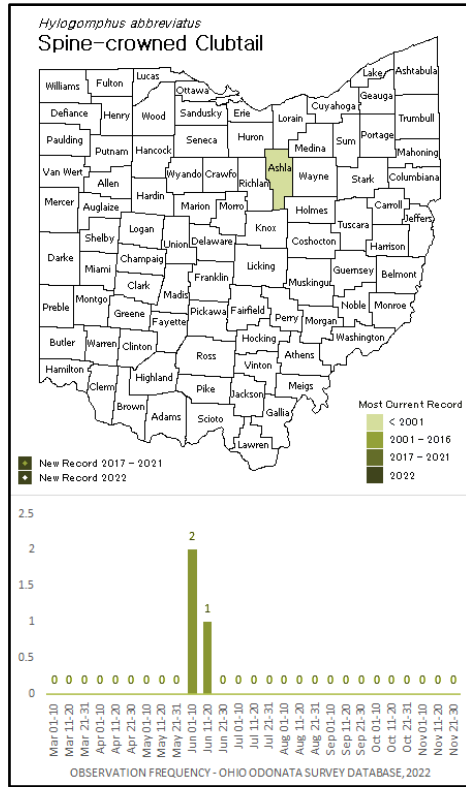 Hylogomphus abbreviatus
Spine-crowned Clubtail
Lake Ashtabula
Williams Fulton Lucas Ottawa Cuyahoga Geauga
Defiance Henry Wood Sandusky Erie Lorain Trumbull
Paulding Putnam Hancock Seneca Huron Medina Sum Portage Mahoning
Van Wert Allen Wyando Crawfo Richlan Ashla Wayne Stark Columbiana
Mercer Auglaize Hardin Marion Morro Holmes Carroll Jeffers
Shelby Logan Union Delaware Knox Coshocton Tuscara Harrison
Darke Miami Champaig Licking Guernsey Belmont
Clark Madis Franklin Muskingu
Preble Montgo Greene Fayette Pickawa Fairfield Perry Morgan Noble Monroe
Butler Warren Clinton Ross Hocking Athens Washington
Hamilton Clerm Highland Vinton
Brown Adams Pike Jackson Meigs
Scioto Gallia
Lawren
Most Current Record
< 2001
2001 - 2016
2017 - 2021
2022
New Record 2017 - 2021
New Record 2022
2.5
2
1.5
1
0.5
0
0 0 0 0 0 0 0 0 0 2 1 0 0 0 0 0 0 0 0 0 0 0 0 0 0 0 0
Mar 01-10
Mar 11-20
Mar 21-31
Apr 01-10
Apr 11-20
Apr 21-30
May 01-10
May 11-20
May 21-31
Jun 01-10
Jun 11-20
Jun 21-30
Jul 01-10
Jul 11-20
Jul 21-31
Aug 01-10
Aug 11-20
Aug 21-31
Sep 01-10
Sep 11-20
Sep 21-30
Oct 01-10
Oct 11-20
Oct 21-31
Nov 01-10
Nov 11-20
Nov 21-30
OBSERVATION FREQUENCY - OHIO ODONATA SURVEY DATABASE, 2022